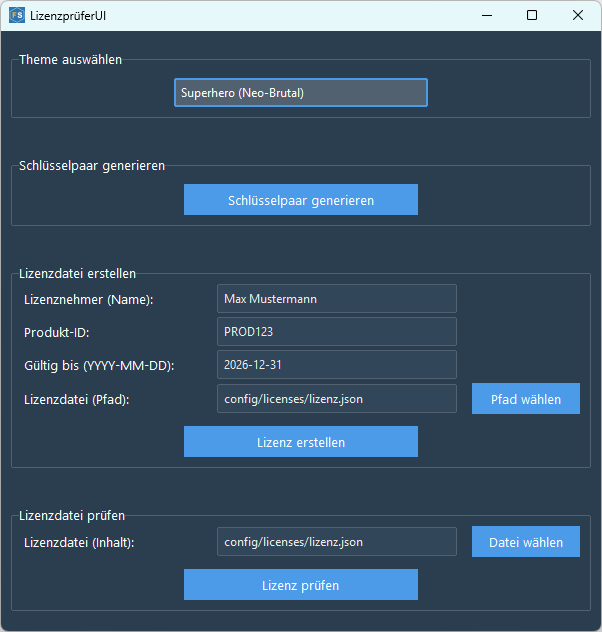 FS LizenzprüferUI
Theme auswählen
Superhero (Neo-Brutal)
Schlüsselpaar generieren
Schlüsselpaar generieren
Lizenzdatei erstellen
Lizenznehmer (Name): Max Mustermann
Produkt-ID: PROD123
Gültig bis (YYYY-MM-DD): 2026-12-31
Lizenzdatei (Pfad): config/licenses/lizenz.json Pfad wählen
Lizenz erstellen
Lizenzdatei prüfen
Lizenzdatei (Inhalt): config/licenses/lizenz.json Datei wählen
Lizenz prüfen